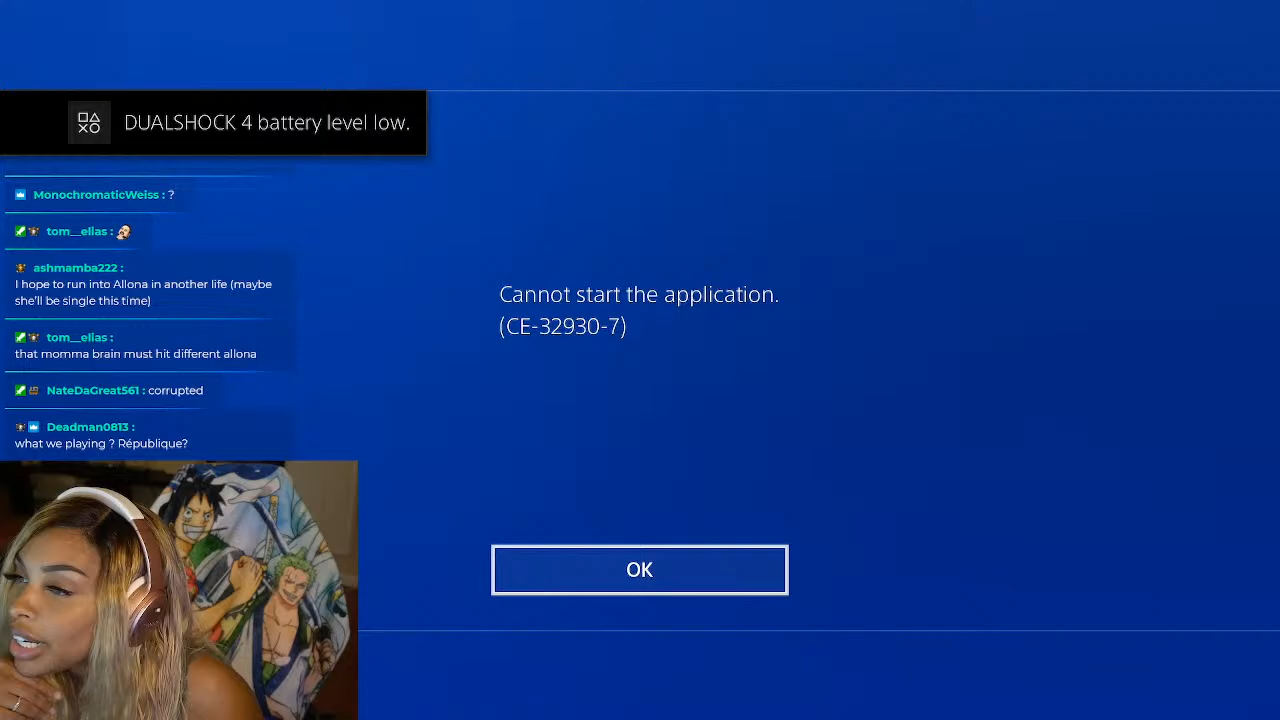 DUALSHOCK 4 battery level low.
MonochromaticWeiss : ?
tom__elias :
ashmamba222 :
I hope to run into Allona in another life (maybe
she'll be single this time)
tom__elias :
that momma brain must hit different allona
NateDaGreat561 : corrupted
Deadman0813 :
what we playing ? République?
Cannot start the application.
(CE-32930-7)
OK